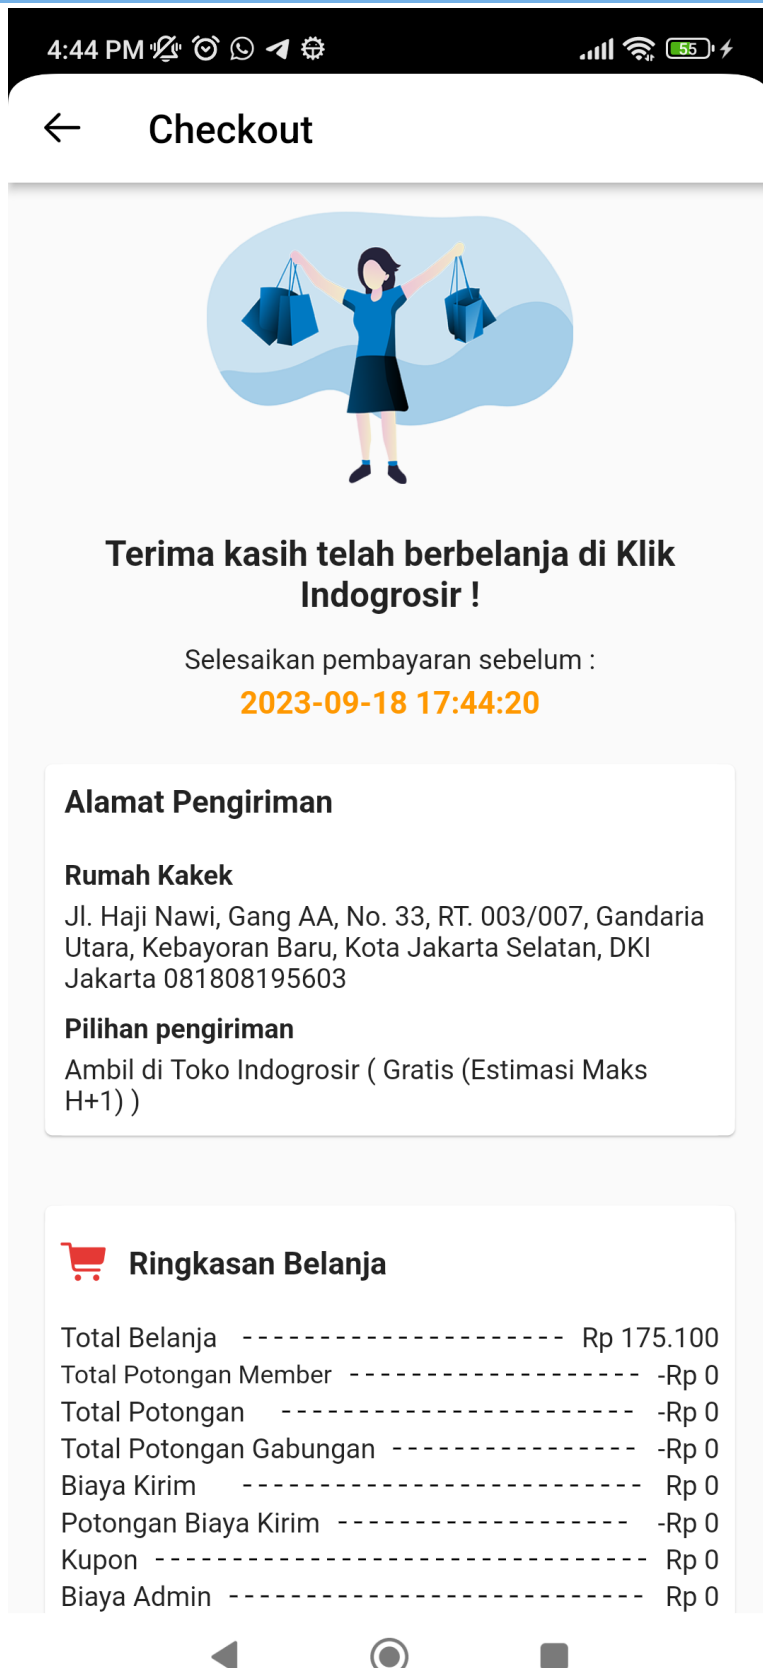 4:44 PM
55
Checkout
Terima kasih telah berbelanja di Klik
Indogrosir !
Selesaikan pembayaran sebelum :
2023-09-18 17:44:20
Alamat Pengiriman
Rumah Kakek
Jl. Haji Nawi, Gang AA, No. 33, RT. 003/007, Gandaria
Utara, Kebayoran Baru, Kota Jakarta Selatan, DKI
Jakarta 081808195603
Pilihan pengiriman
Ambil di Toko Indogrosir ( Gratis (Estimasi Maks
H+1) )
Ringkasan Belanja
Total Belanja --------------------- Rp 175.100
Total Potongan Member ------------------- -Rp 0
Total Potongan ----------------------- -Rp 0
Total Potongan Gabungan ---------------- -Rp 0
Biaya Kirim -------------------------- Rp 0
Potongan Biaya Kirim ------------------- -Rp 0
Kupon -------------------------------- Rp 0
Biaya Admin --------------------------- Rp 0